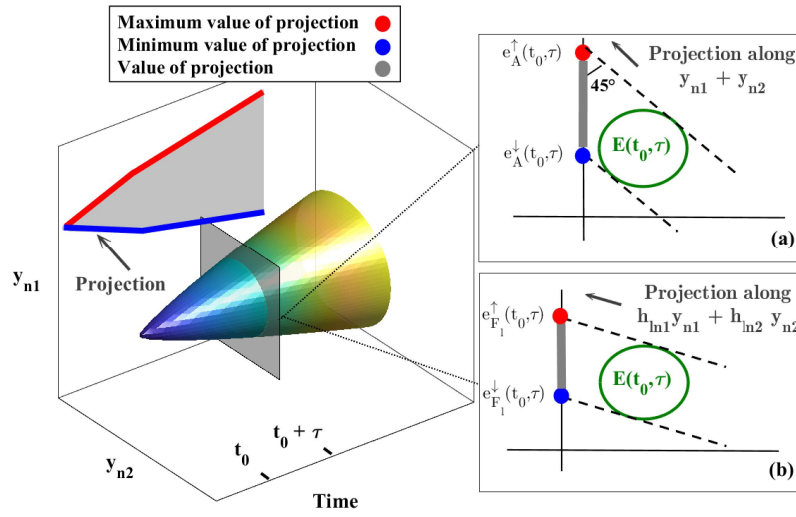 Maximum value of projection
Minimum value of projection
Value of projection
Projection
y_n1
y_n2
t_0
t_0 + τ
Time
e_A^↑(t_0,τ)
Projection along
y_n1 + y_n2
45°
E(t_0,τ)
e_A^↓(t_0,τ)
(a)
Projection along
h_ln1 y_n1 + h_ln2 y_n2
e_F_l^↑(t_0,τ)
E(t_0,τ)
e_F_l^↓(t_0,τ)
(b)